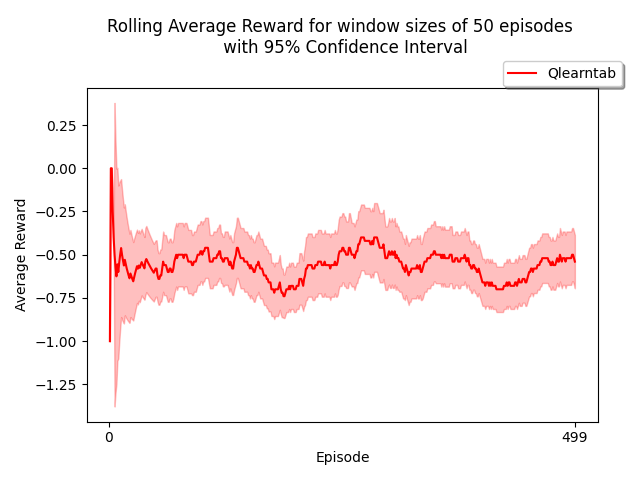 Rolling Average Reward for window sizes of 50 episodes
with 95% Confidence Interval
Qlearntab
0.25
0.00
−0.25
−0.50
−0.75
−1.00
−1.25
Average Reward
0
499
Episode